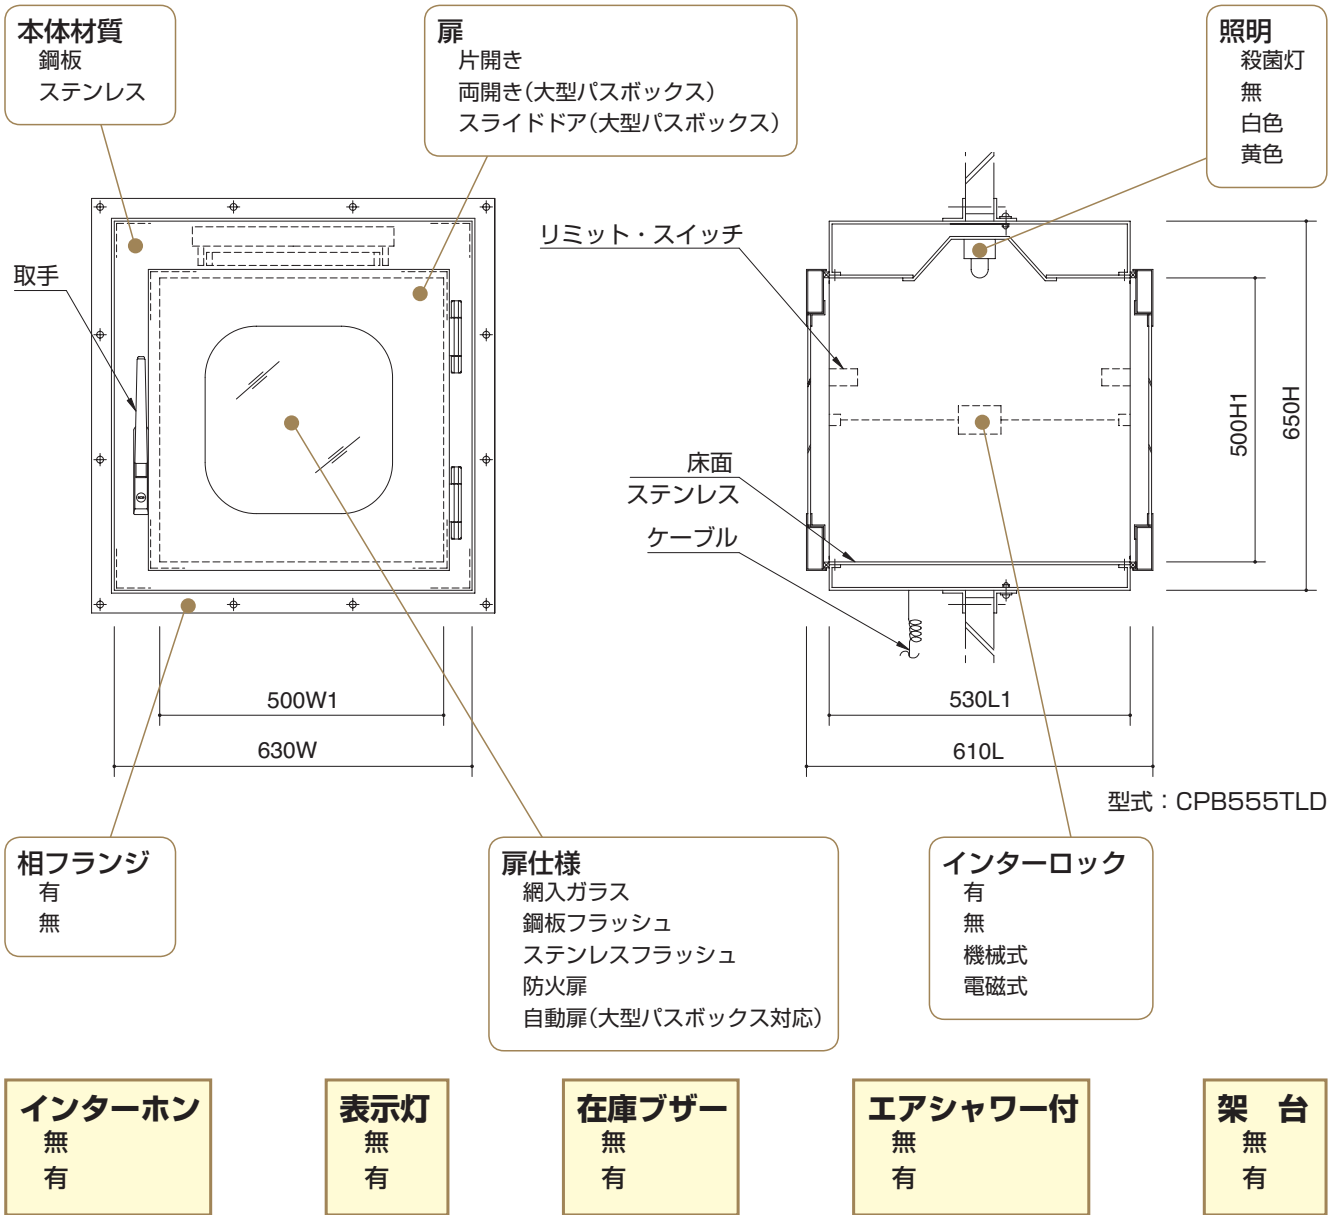 本体材質
鋼板
ステンレス
扉
片開き
両開き(大型パスボックス)
スライドドア(大型パスボックス)
照明
殺菌灯
無
白色
黄色
取手
リミット・スイッチ
床面
ステンレス
ケーブル
500H1
650H
500W1
630W
530L1
610L
型式：CPB555TLD
相フランジ
有
無
扉仕様
網入ガラス
鋼板フラッシュ
ステンレスフラッシュ
防火扉
自動扉(大型パスボックス対応)
インターロック
有
無
機械式
電磁式
インターホン
無
有
表示灯
無
有
在庫ブザー
無
有
エアシャワー付
無
有
架　台
無
有